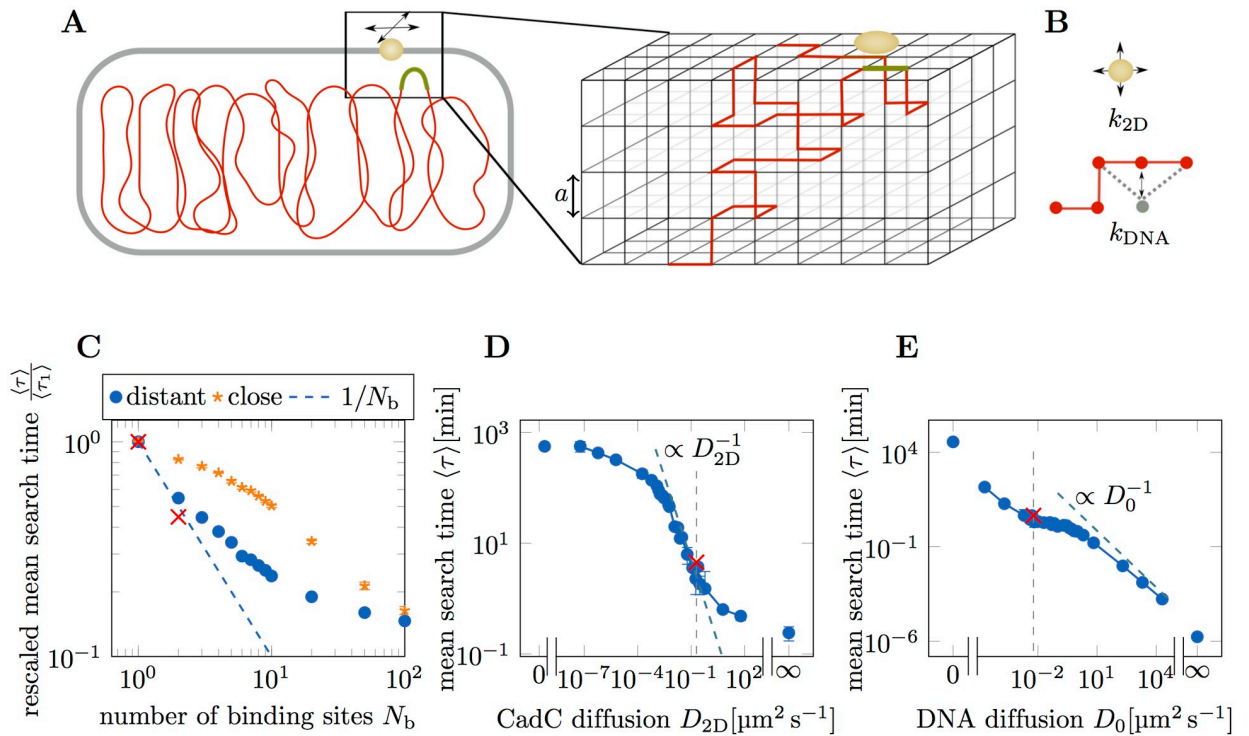 A
a
B
k2D
kDNA
C
rescaled mean search time ⟨τ⟩/⟨τ1⟩
distant close 1/Nb
10^0
10^-1
10^0 10^1 10^2
number of binding sites Nb
D
mean search time ⟨τ⟩[min]
∝ D2D^-1
10^3
10^1
10^-1
0 10^-7 10^-4 10^-1 10^2 ∞
CadC diffusion D2D[µm² s⁻¹]
E
mean search time ⟨τ⟩[min]
∝ D0^-1
10^4
10^-1
10^-6
0 10^-2 10^1 10^4 ∞
DNA diffusion D0[µm² s⁻¹]